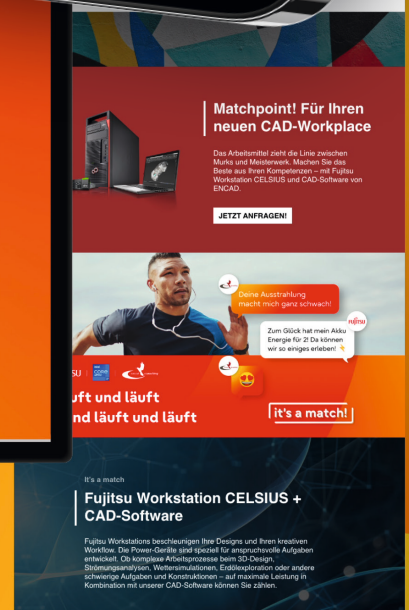 Matchpoint! Für Ihren
neuen CAD-Workplace
Das Arbeitsmittel zieht die Linie zwischen
Murks und Meisterwerk. Machen Sie das
Beste aus Ihren Kompetenzen – mit Fujitsu
Workstation CELSIUS und CAD-Software von
ENCAD.
JETZT ANFRAGEN!
Deine Ausstrahlung
macht mich ganz schwach!
FUJITSU
Zum Glück hat mein Akku
Energie für 2! Da können
wir so einiges erleben!
SU
uft und läuft
nd läuft und läuft
it's a match!
It's a match
Fujitsu Workstation CELSIUS +
CAD-Software
Fujitsu Workstations beschleunigen Ihre Designs und Ihren kreativen
Workflow. Die Power-Geräte sind speziell für anspruchsvolle Aufgaben
entwickelt. Ob komplexe Arbeitsprozesse beim 3D-Design,
Strömungsanalysen, Wettersimulationen, Erdölexploration oder andere
schwierige Aufgaben und Konstruktionen – auf maximale Leistung in
Kombination mit unserer CAD-Software können Sie zählen.